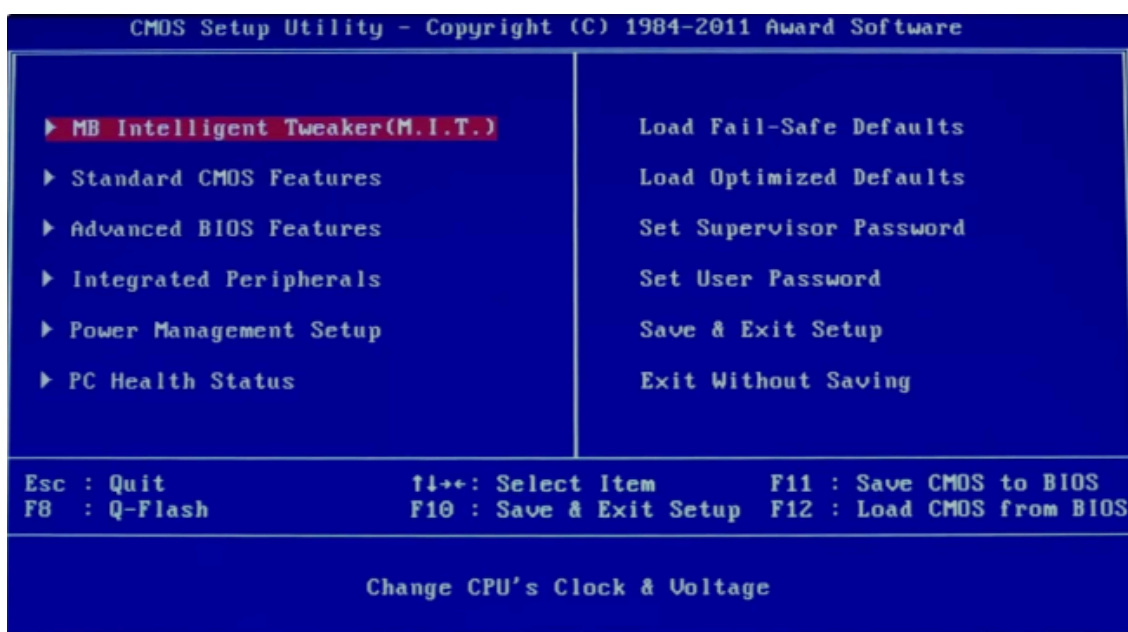 CMOS Setup Utility - Copyright (C) 1984-2011 Award Software
▶ MB Intelligent Tweaker(M.I.T.)
▶ Standard CMOS Features
▶ Advanced BIOS Features
▶ Integrated Peripherals
▶ Power Management Setup
▶ PC Health Status
Load Fail-Safe Defaults
Load Optimized Defaults
Set Supervisor Password
Set User Password
Save & Exit Setup
Exit Without Saving
Esc : Quit ↑↓→←: Select Item F11 : Save CMOS to BIOS
F8 : Q-Flash F10 : Save & Exit Setup F12 : Load CMOS from BIOS
Change CPU's Clock & Voltage